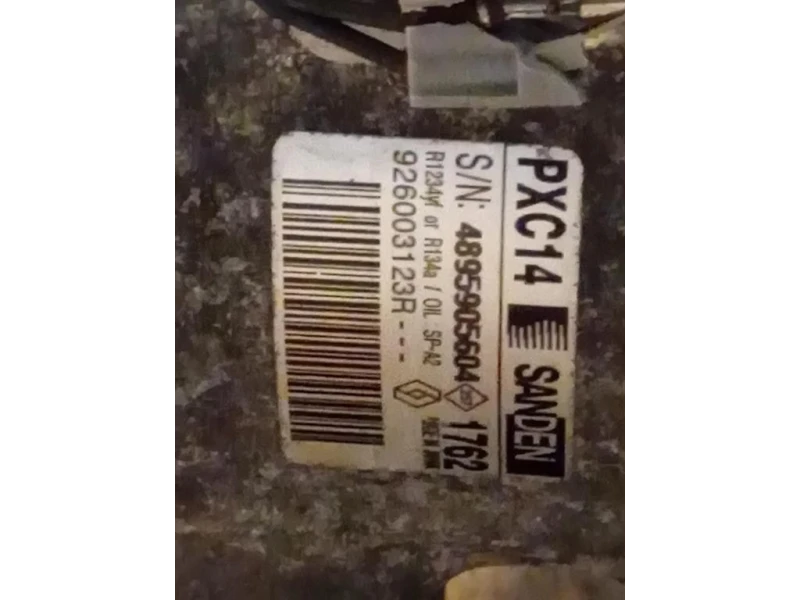 PXC14 SANDEN
S/N: 4895905604 1762
R1234yf or R134a / OIL SP-A2
926003123R---